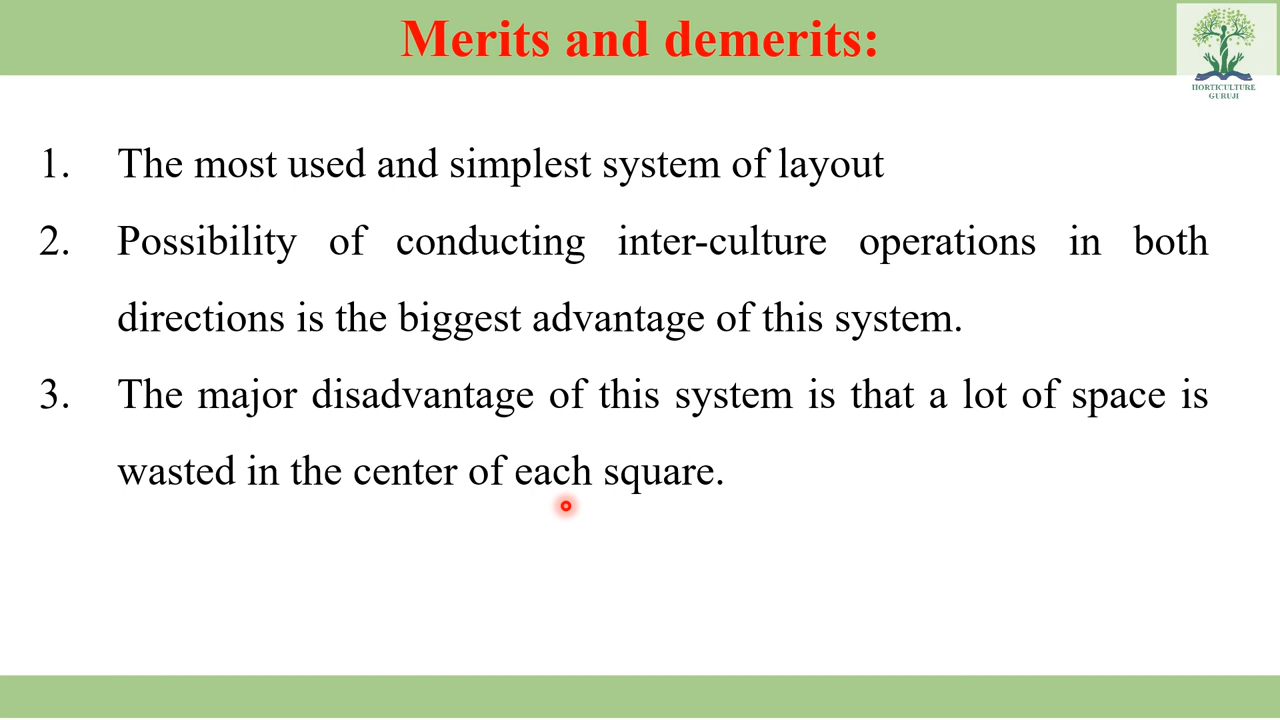 Merits and demerits:
HORTICULTURE
GURUJI
1. The most used and simplest system of layout
2. Possibility of conducting inter-culture operations in both
directions is the biggest advantage of this system.
3. The major disadvantage of this system is that a lot of space is
wasted in the center of each square.